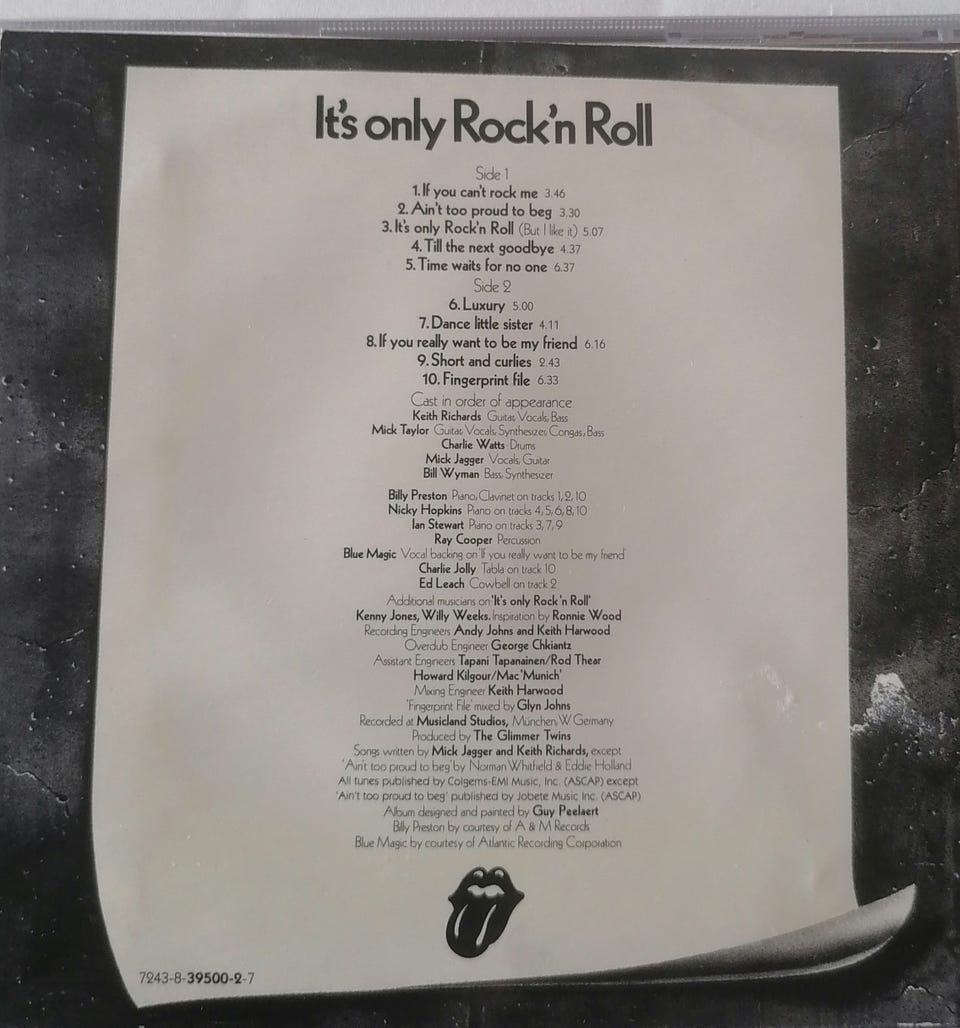 It's only Rock'n Roll
Side 1
1. If you can't rock me 3.46
2. Ain't too proud to beg 3.30
3. It's only Rock'n Roll (But I like it) 5.07
4. Till the next goodbye 4.37
5. Time waits for no one 6.37
Side 2
6. Luxury 5.00
7. Dance little sister 4.11
8. If you really want to be my friend 6.16
9. Short and curlies 2.43
10. Fingerprint file 6.33
Cast in order of appearance
Keith Richards Guitar, Vocals, Bass
Mick Taylor Guitar, Vocals, Synthesizer, Congas, Bass
Charlie Watts Drums
Mick Jagger Vocals, Guitar
Bill Wyman Bass, Synthesizer
Billy Preston Piano, Clavinet on tracks 1, 2, 10
Nicky Hopkins Piano on tracks 4, 5, 6, 8, 10
Ian Stewart Piano on tracks 3, 7, 9
Ray Cooper Percussion
Blue Magic Vocal backing on 'If you really want to be my friend'
Charlie Jolly Tabla on track 10
Ed Leach Cowbell on track 2
Additional musicians on 'It's only Rock'n Roll'
Kenny Jones, Willy Weeks. Inspiration by Ronnie Wood
Recording Engineers Andy Johns and Keith Harwood
Overdub Engineer George Chkiantz
Assistant Engineers Tapani Tapanainen/Rod Thear
Howard Kilgour/Mac 'Munich'
Mixing Engineer Keith Harwood
'Fingerprint File' mixed by Glyn Johns
Recorded at Musicland Studios, München, W Germany
Produced by The Glimmer Twins
Songs written by Mick Jagger and Keith Richards, except
'Ain't too proud to beg' by Norman Whitfield & Eddie Holland
All tunes published by Colgems-EMI Music, Inc. (ASCAP) except
'Ain't too proud to beg' published by Jobete Music Inc. (ASCAP)
Album designed and painted by Guy Peelaert
Billy Preston by courtesy of A & M Records
Blue Magic by courtesy of Atlantic Recording Corporation
7243-8-39500-2-7